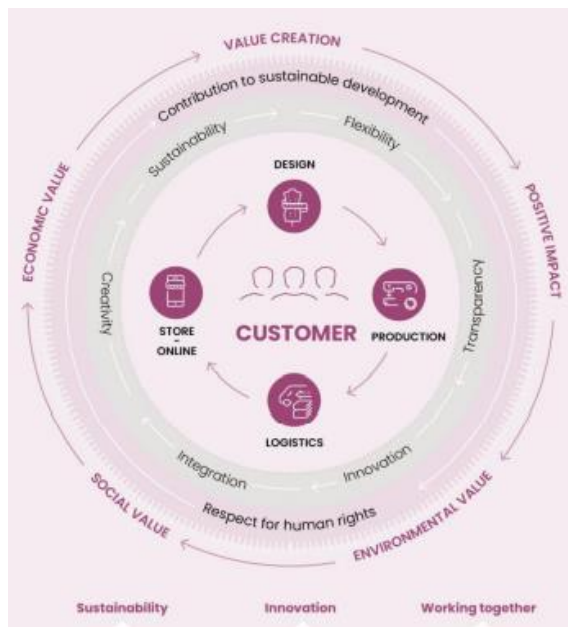 VALUE CREATION
Contribution to sustainable development
Sustainability
Flexibility
DESIGN
ECONOMIC VALUE
POSITIVE IMPACT
Creativity
Transparency
STORE
-
ONLINE
CUSTOMER
PRODUCTION
LOGISTICS
Integration
Innovation
SOCIAL VALUE
Respect for human rights
ENVIRONMENTAL VALUE
Sustainability
Innovation
Working together